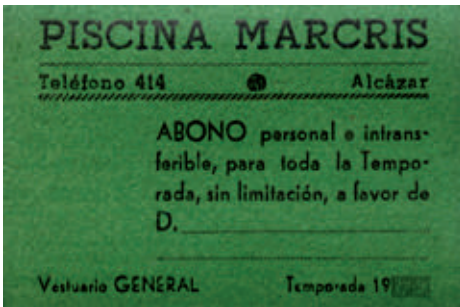 PISCINA MARCRIS
Teléfono 414 Alcázar
ABONO personal e intrans-
ferible, para toda la Tempo-
rada, sin limitación, a favor de
D.
Vestuario GENERAL Temporada 19